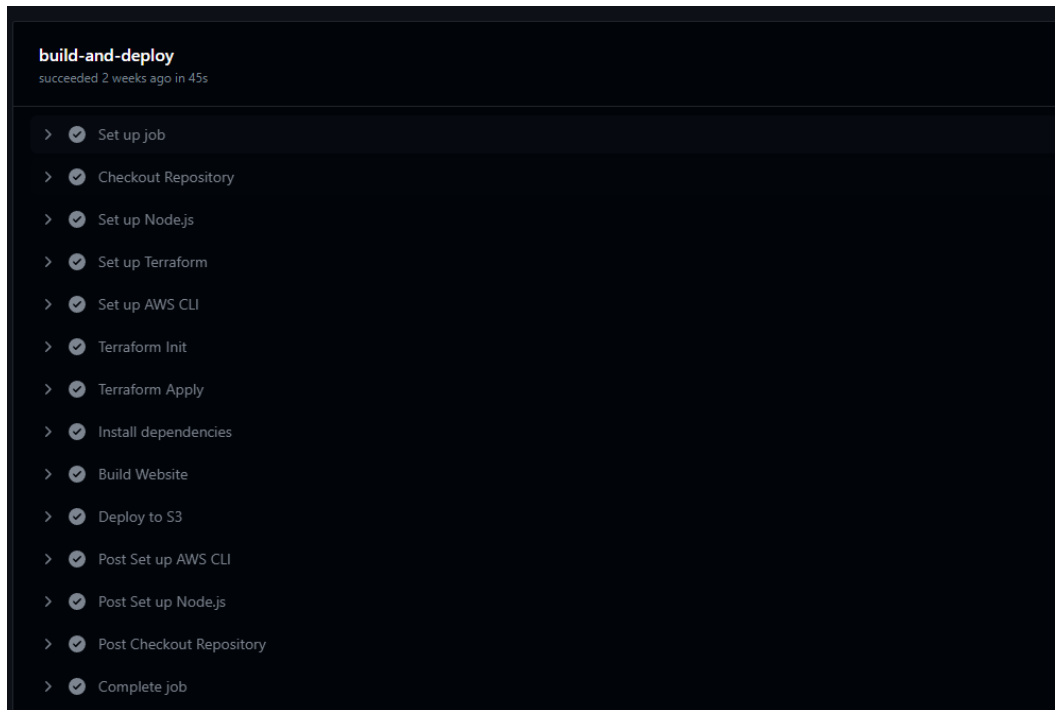 build-and-deploy
succeeded 2 weeks ago in 45s
Set up job
Checkout Repository
Set up Node.js
Set up Terraform
Set up AWS CLI
Terraform Init
Terraform Apply
Install dependencies
Build Website
Deploy to S3
Post Set up AWS CLI
Post Set up Node.js
Post Checkout Repository
Complete job